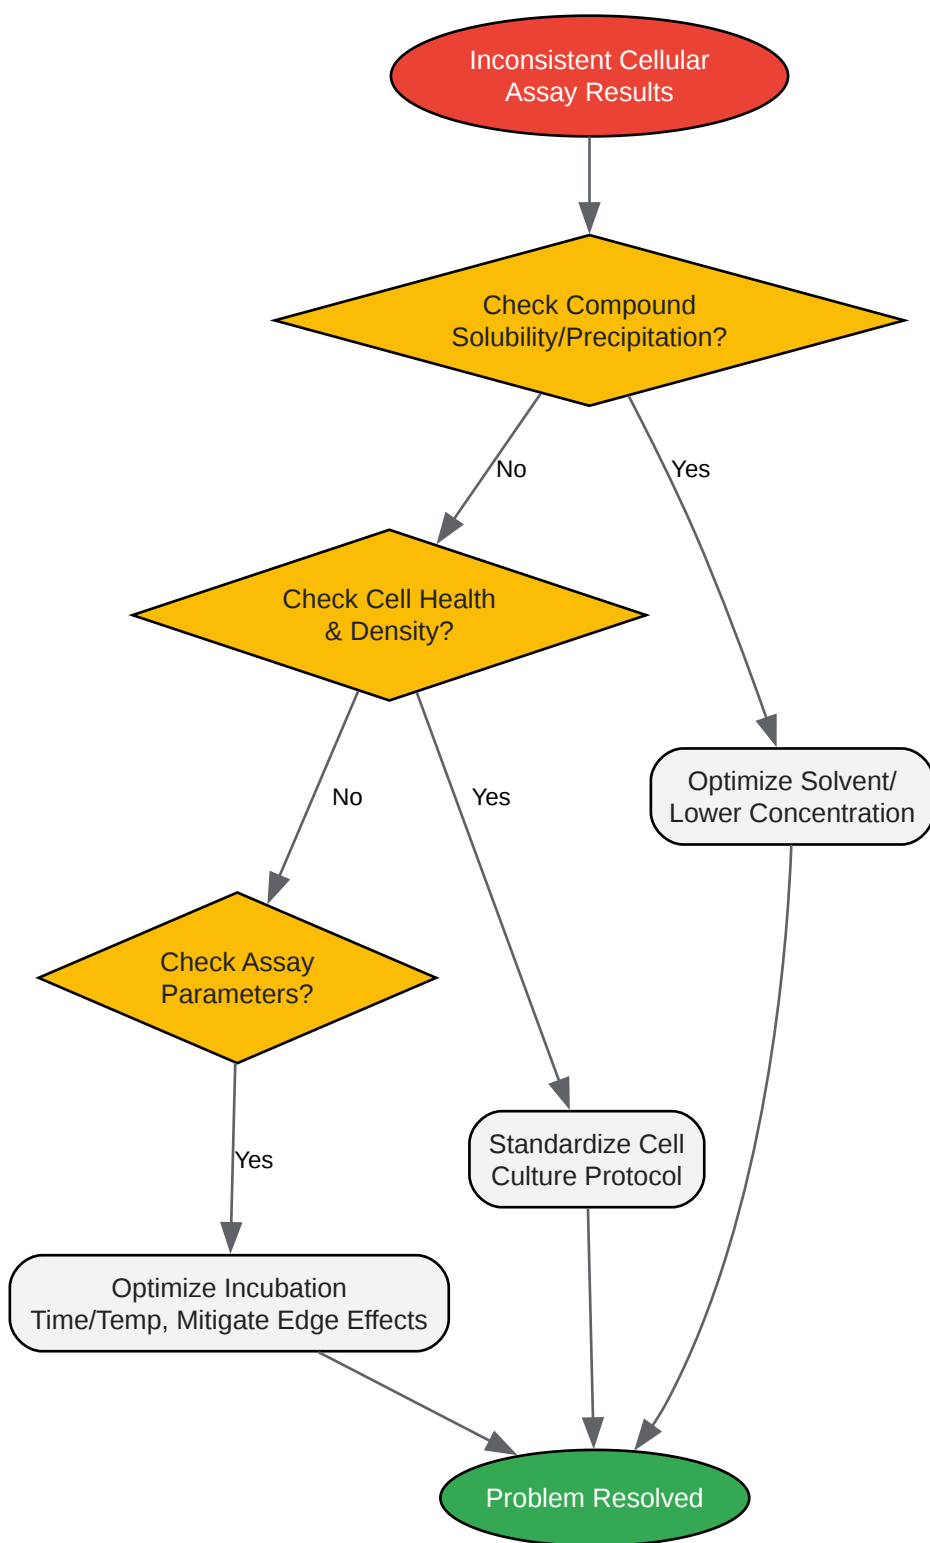 Inconsistent Cellular
Assay Results
Check Compound
Solubility/Precipitation?
No
Yes
Check Cell Health
& Density?
No
Yes
Optimize Solvent/
Lower Concentration
Check Assay
Parameters?
Yes
Standardize Cell
Culture Protocol
Optimize Incubation
Time/Temp, Mitigate Edge Effects
Problem Resolved